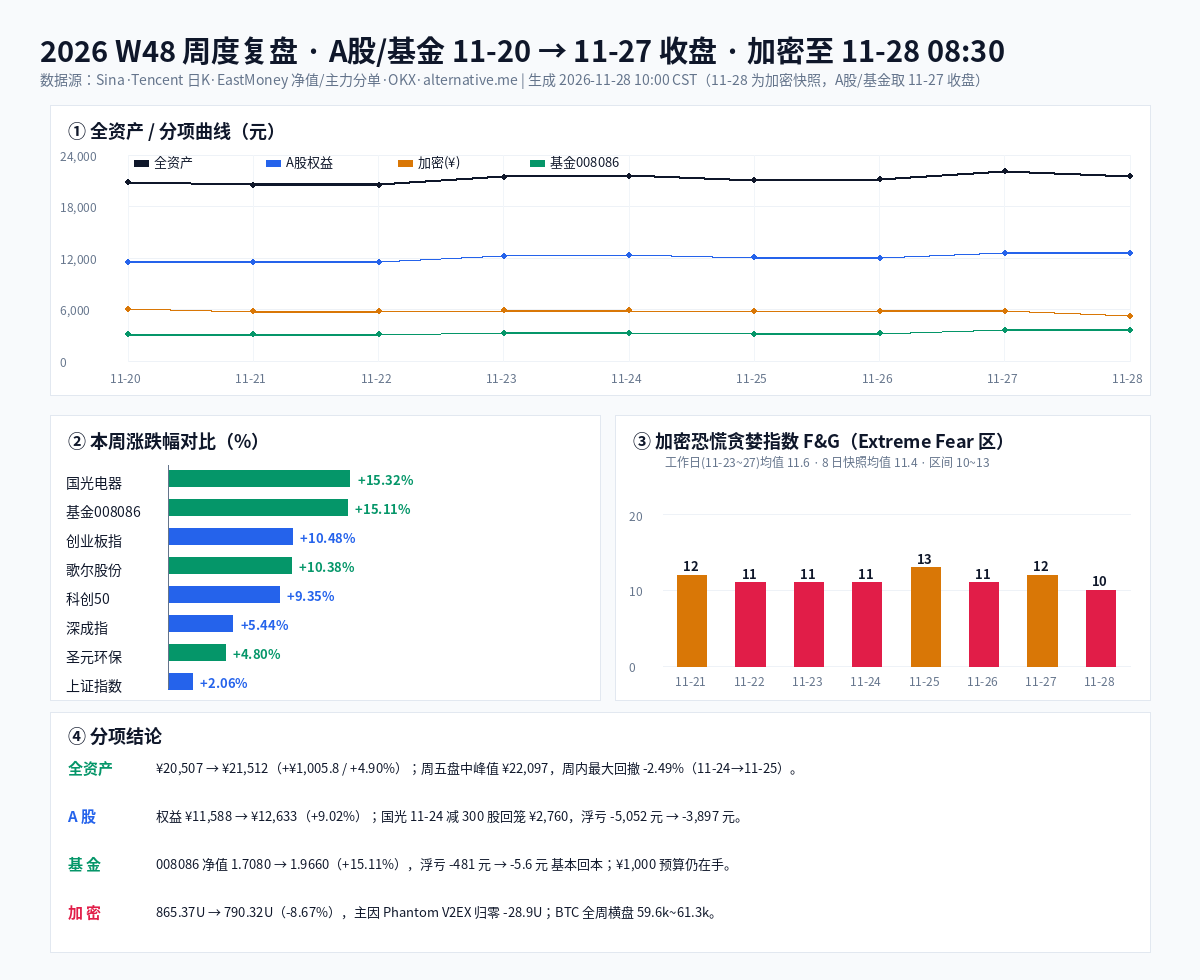 2026 W48 周度复盘 · A股/基金 11-20 → 11-27 收盘 · 加密至 11-28 08:30
数据源：Sina·Tencent 日K·EastMoney 净值/主力分单·OKX·alternative.me | 生成 2026-11-28 10:00 CST（11-28 为加密快照，A股/基金取 11-27 收盘）
① 全资产 / 分项曲线（元）
全资产 A股权益 加密(¥) 基金008086
24,000
18,000
12,000
6,000
0
11-20 11-21 11-22 11-23 11-24 11-25 11-26 11-27 11-28
② 本周涨跌幅对比（%）
国光电器 +15.32%
基金008086 +15.11%
创业板指 +10.48%
歌尔股份 +10.38%
科创50 +9.35%
深成指 +5.44%
圣元环保 +4.80%
上证指数 +2.06%
③ 加密恐慌贪婪指数 F&G（Extreme Fear 区）
工作日(11-23~27)均值 11.6 · 8 日快照均值 11.4 · 区间 10~13
20
10
0
12 11 11 11 13 11 12 10
11-21 11-22 11-23 11-24 11-25 11-26 11-27 11-28
④ 分项结论
全资产 ¥20,507 → ¥21,512（+¥1,005.8 / +4.90%）；周五盘中峰值 ¥22,097，周内最大回撤 -2.49%（11-24→11-25）。
A 股 权益 ¥11,588 → ¥12,633（+9.02%）；国光 11-24 减 300 股回笼 ¥2,760，浮亏 -5,052 元 → -3,897 元。
基 金 008086 净值 1.7080 → 1.9660（+15.11%），浮亏 -481 元 → -5.6 元 基本回本；¥1,000 预算仍在手。
加 密 865.37U → 790.32U（-8.67%），主因 Phantom V2EX 归零 -28.9U；BTC 全周横盘 59.6k~61.3k。